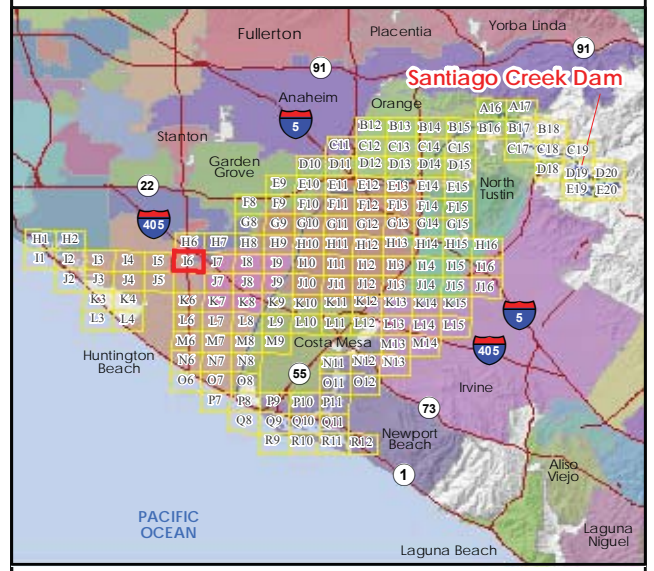 Fullerton Placentia Yorba Linda
91
91
Santiago Creek Dam
Anaheim
Orange
A16 A17
5
B12 B13 B14 B15 B16 B17 B18
Stanton
C11 C12 C13 C14 C15 C17 C18 C19
Garden
Grove
D10 D11 D12 D13 D14 D15 D18 D19 D20
22
E9 E10 E11 E12 E13 E14 E15 E19 E20
North
Tustin
F8 F9 F10 F11 F12 F13 F14 F15
405
G8 G9 G10 G11 G12 G13 G14 G15
H1 H2 H6 H7 H8 H9 H10 H11 H12 H13 H14 H15 H16
I1 I2 I3 I4 I5 I6 I7 I8 I9 I10 I11 I12 I13 I14 I15 I16
J2 J3 J4 J5 J7 J8 J9 J10 J11 J12 J13 J14 J15 J16
K3 K4 K6 K7 K8 K9 K10 K11 K12 K13 K14 K15
5
L3 L4 L6 L7 L8 L9 L10 L11 L12 L13 L14 L15
M6 M7 M8 M9 Costa Mesa M13 M14
405
Huntington
Beach
N6 N7 N8 N11 N12 N13
55
O6 O7 O8 O11 O12
Irvine
P7 P8 P9 P10 P11
73
Q8 Q9 Q10 Q11
Newport
Beach
R9 R10 R11 R12
Aliso
Viejo
1
PACIFIC
OCEAN
Laguna
Niguel
Laguna Beach